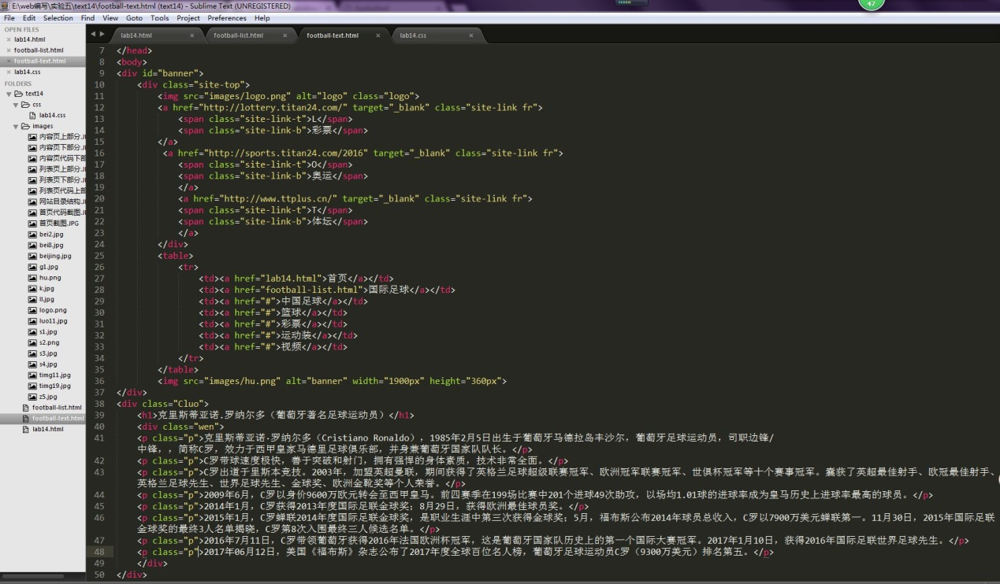 E:\web编写\实验五\text14\football-text.html (text14) - Sublime Text (UNREGISTERED)
47
File Edit Selection Find View Goto Tools Project Preferences Help
OPEN FILES
lab14.html
football-list.html
football-text.html
lab14.css
FOLDERS
text14
css
lab14.css
images
内容页上部分.J
内容页下部分.J
内容页代码下部
列表页上部分.J
列表页下部分.J
列表页代码上部
网站目录结构.J
首页代码截图.J
首页截图.JPG
bei2.jpg
bei8.jpg
beijing.jpg
g1.jpg
hu.png
k.jpg
ll.jpg
logo.png
luo11.jpg
s1.jpg
s2.png
s3.jpg
s4.jpg
timg11.jpg
timg19.jpg
z5.jpg
football-list.html
football-text.html
lab14.html
lab14.html football-list.html football-text.html lab14.css
7 </head>
8 <body>
9 <div id="banner">
10 <div class="site-top">
11 <img src="images/logo.png" alt="logo" class="logo">
12 <a href="http://lottery.titan24.com/" target="_blank" class="site-link fr">
13 <span class="site-link-t">L</span>
14 <span class="site-link-b">彩票</span>
15 </a>
16 <a href="http://sports.titan24.com/2016" target="_blank" class="site-link fr">
17 <span class="site-link-t">O</span>
18 <span class="site-link-b">奥运</span>
19 </a>
20 <a href="http://www.ttplus.cn/" target="_blank" class="site-link fr">
21 <span class="site-link-t">T</span>
22 <span class="site-link-b">体坛</span>
23 </a>
24 </div>
25 <table>
26 <tr>
27 <td><a href="lab14.html">首页</a></td>
28 <td><a href="football-list.html">国际足球</a></td>
29 <td><a href="#">中国足球</a></td>
30 <td><a href="#">篮球</a></td>
31 <td><a href="#">彩票</a></td>
32 <td><a href="#">运动装</a></td>
33 <td><a href="#">视频</a></td>
34 </tr>
35 </table>
36 <img src="images/hu.png" alt="banner" width="1900px" height="360px">
37 </div>
38 <div class="Cluo">
39 <h1>克里斯蒂亚诺.罗纳尔多（葡萄牙著名足球运动员）</h1>
40 <div class="wen">
41 <p class="p">克里斯蒂亚诺·罗纳尔多（Cristiano Ronaldo），1985年2月5日出生于葡萄牙马德拉岛丰沙尔，葡萄牙足球运动员，司职边锋/
中锋，，简称C罗，效力于西甲皇家马德里足球俱乐部，并身兼葡萄牙国家队队长。</p>
42 <p class="p">C罗带球速度极快，善于突破和射门，拥有强悍的身体素质，技术非常全面。</p>
43 <p class="p">C罗出道于里斯本竞技。2003年，加盟英超曼联，期间获得了英格兰足球超级联赛冠军、欧洲冠军联赛冠军、世俱杯冠军等十个赛事冠军。囊获了英超最佳射手、欧冠最佳射手、
英格兰足球先生、世界足球先生、金球奖、欧洲金靴奖等个人荣誉。</p>
44 <p class="p">2009年6月，C罗以身价9600万欧元转会至西甲皇马。前四赛季在199场比赛中201个进球49次助攻，以场均1.01球的进球率成为皇马历史上进球率最高的球员。</p>
45 <p class="p">2014年1月，C罗获得2013年度国际足联金球奖；8月29日，获得欧洲最佳球员奖。</p>
46 <p class="p">2015年1月，C罗蝉联2014年度国际足联金球奖，是职业生涯中第三次获得金球奖；5月，福布斯公布2014年球员总收入，C罗以7900万美元蝉联第一。11月30日，2015年国际足联
金球奖的最终3人名单揭晓，C罗第8次入围最终三人候选名单。</p>
47 <p class="p">2016年7月11日，C罗带领葡萄牙获得2016年法国欧洲杯冠军，这是葡萄牙国家队历史上的第一个国际大赛冠军。2017年1月10日，获得2016年国际足联世界足球先生。</p>
48 <p class="p">2017年06月12日，美国《福布斯》杂志公布了2017年度全球百位名人榜，葡萄牙足球运动员C罗（9300万美元）排名第五。</p>
49 </div>
50 </div>